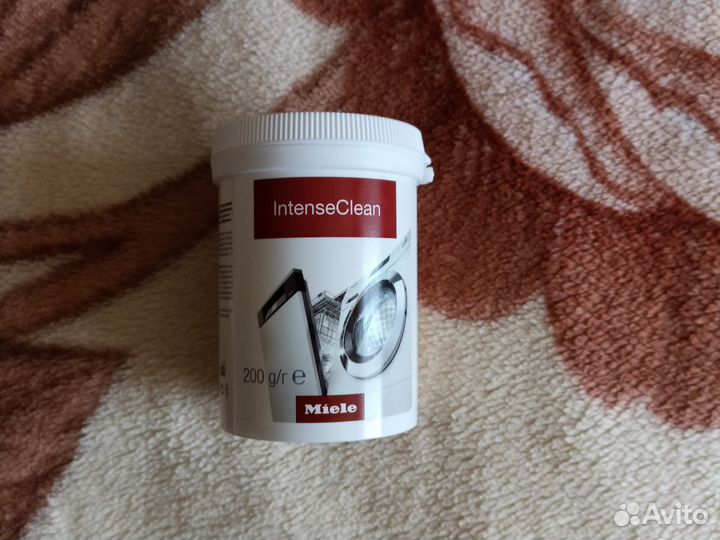 IntenseClean
200 g/г e
Miele
Avito